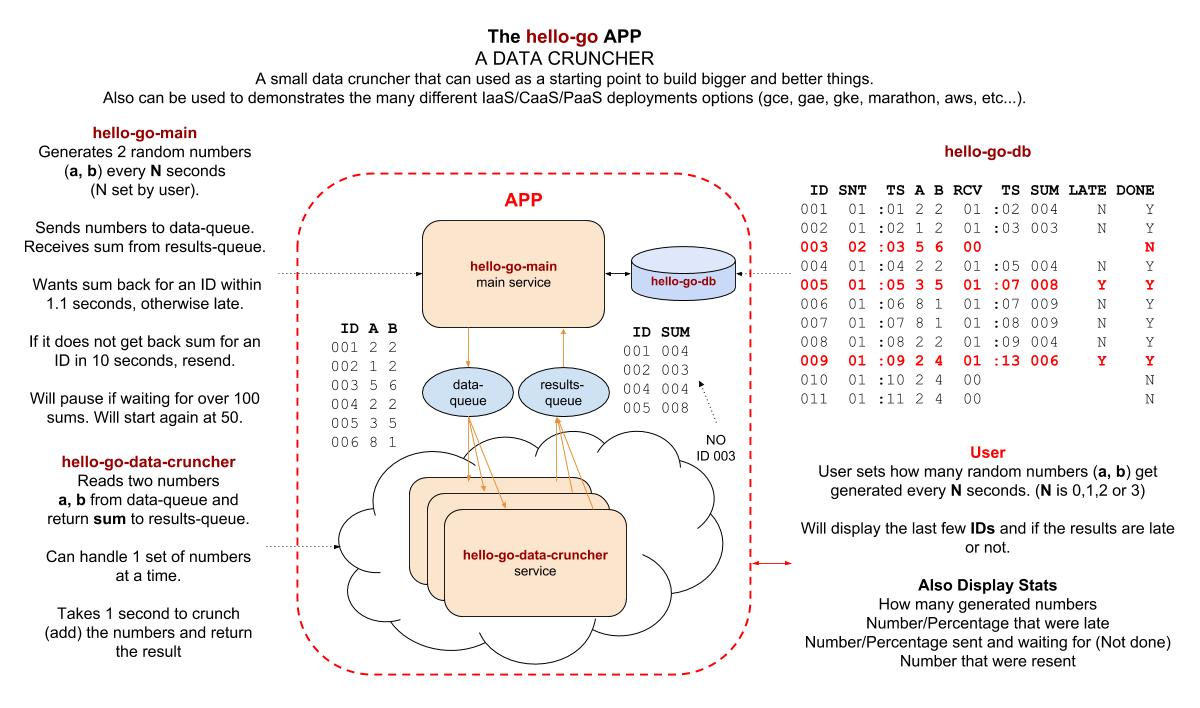 The hello-go APP
A DATA CRUNCHER
A small data cruncher that can used as a starting point to build bigger and better things.
Also can be used to demonstrates the many different IaaS/CaaS/PaaS deployments options (gce, gae, gke, marathon, aws, etc...).
hello-go-main
Generates 2 random numbers
(a, b) every N seconds
(N set by user).
Sends numbers to data-queue.
Receives sum from results-queue.
Wants sum back for an ID within
1.1 seconds, otherwise late.
If it does not get back sum for an
ID in 10 seconds, resend.
Will pause if waiting for over 100
sums. Will start again at 50.
hello-go-data-cruncher
Reads two numbers
a, b from data-queue and
return sum to results-queue.
Can handle 1 set of numbers
at a time.
Takes 1 second to crunch
(add) the numbers and return
the result
APP
hello-go-main
main service
hello-go-db
ID A B
001 2 2
002 1 2
003 5 6
004 2 2
005 3 5
006 8 1
data-
queue
results-
queue
ID SUM
001 004
002 003
004 004
005 008
NO
ID 003
hello-go-data-cruncher
service
hello-go-db
ID SNT TS A B RCV TS SUM LATE DONE
001 01 :01 2 2 01 :02 004 N Y
002 01 :02 1 2 01 :03 003 N Y
003 02 :03 5 6 00 N
004 01 :04 2 2 01 :05 004 N Y
005 01 :05 3 5 01 :07 008 Y Y
006 01 :06 8 1 01 :07 009 N Y
007 01 :07 8 1 01 :08 009 N Y
008 01 :08 2 2 01 :09 004 N Y
009 01 :09 2 4 01 :13 006 Y Y
010 01 :10 2 4 00 N
011 01 :11 2 4 00 N
User
User sets how many random numbers (a, b) get
generated every N seconds. (N is 0,1,2 or 3)
Will display the last few IDs and if the results are late
or not.
Also Display Stats
How many generated numbers
Number/Percentage that were late
Number/Percentage sent and waiting for (Not done)
Number that were resent